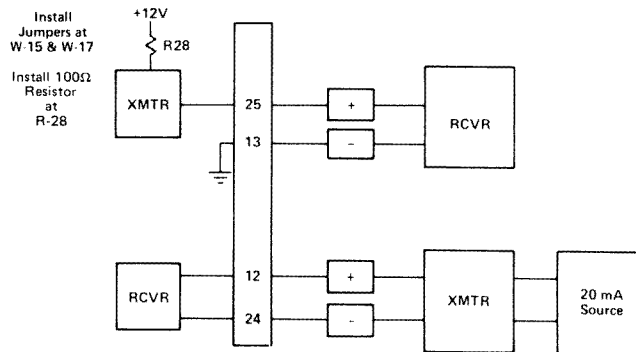 Install
Jumpers at
W-15 & W-17
Install 100Ω
Resistor
at
R-28
+12V
R28
XMTR
25
13
+
-
RCVR
RCVR
12
24
+
-
XMTR
20 mA
Source